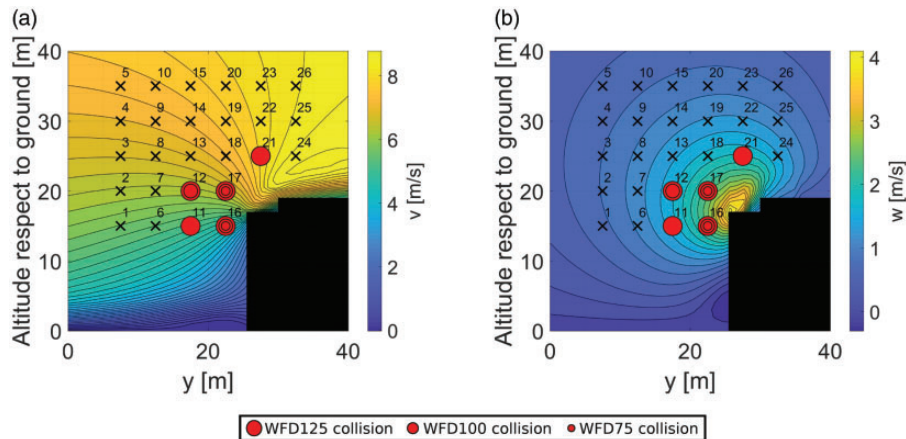 (a)
(b)
Altitude respect to ground [m]
40
30
20
10
0
5 10 15 20 23 26
4 9 14 19 22 25
3 8 13 18 21 24
2 7 12 17
1 6 11 16
0 20 40
y [m]
8
6
4
2
0
v [m/s]
Altitude respect to ground [m]
40
30
20
10
0
5 10 15 20 23 26
4 9 14 19 22 25
3 8 13 18 21 24
2 7 12 17
1 6 11 16
0 20 40
y [m]
4
3
2
1
0
w [m/s]
WFD125 collision WFD100 collision WFD75 collision